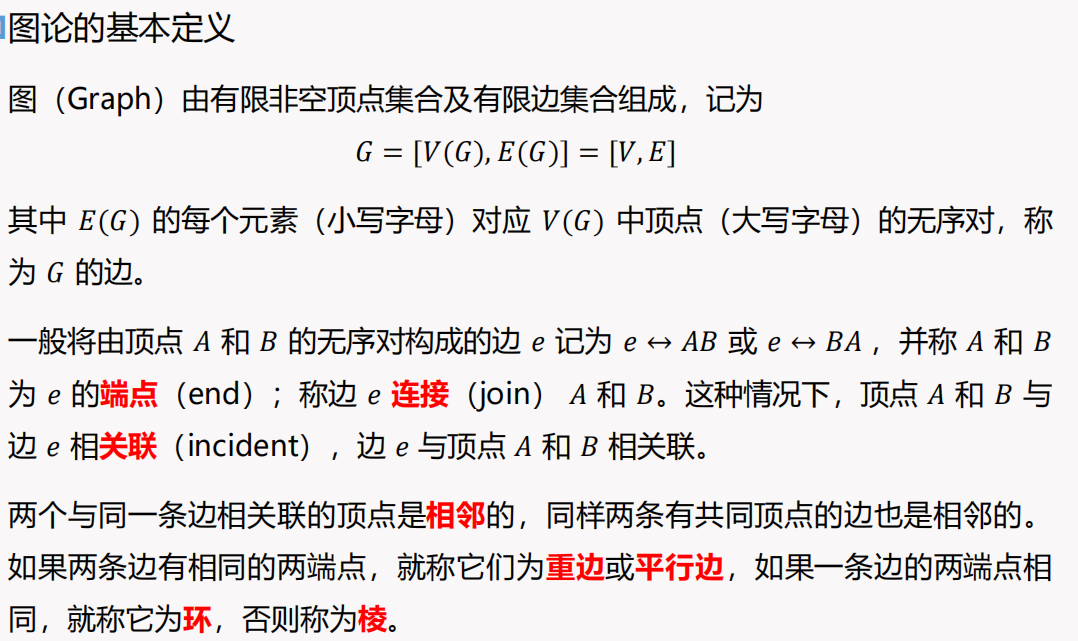 图论的基本定义
图（Graph）由有限非空顶点集合及有限边集合组成，记为
G = [V(G), E(G)] = [V, E]
其中 E(G) 的每个元素（小写字母）对应 V(G) 中顶点（大写字母）的无序对，称
为 G 的边。
一般将由顶点 A 和 B 的无序对构成的边 e 记为 e ↔ AB 或 e ↔ BA ，并称 A 和 B
为 e 的端点（end）；称边 e 连接（join） A 和 B。这种情况下，顶点 A 和 B 与
边 e 相关联（incident），边 e 与顶点 A 和 B 相关联。
两个与同一条边相关联的顶点是相邻的，同样两条有共同顶点的边也是相邻的。
如果两条边有相同的两端点，就称它们为重边或平行边，如果一条边的两端点相
同，就称它为环，否则称为棱。